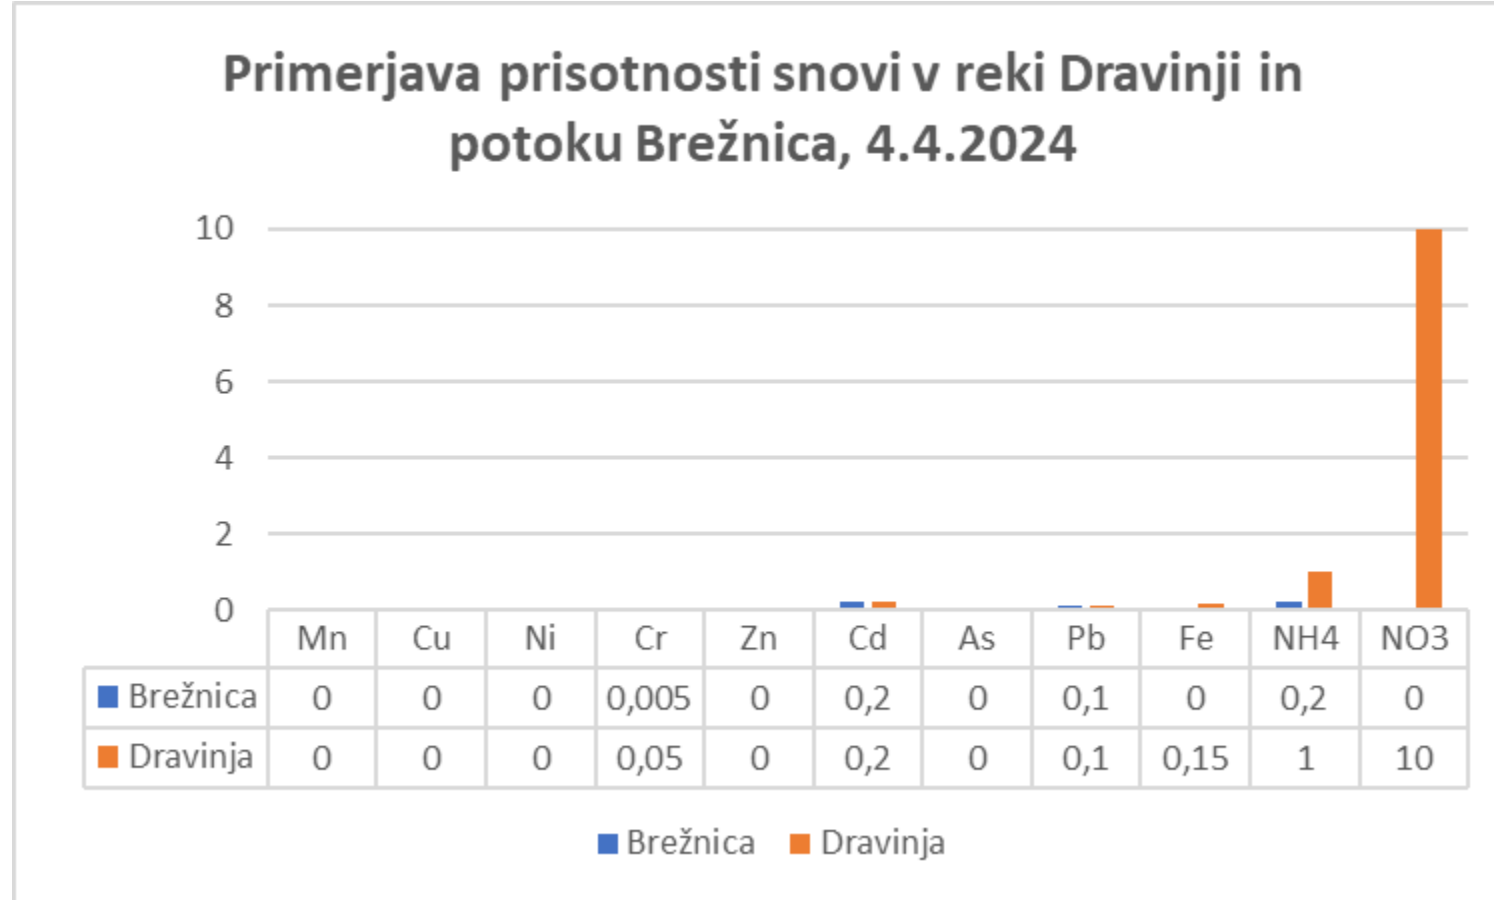 Primerjava prisotnosti snovi v reki Dravinji in
potoku Brežnica, 4.4.2024
10
8
6
4
2
0
Mn Cu Ni Cr Zn Cd As Pb Fe NH4 NO3
Brežnica 0 0 0 0,005 0 0,2 0 0,1 0 0,2 0
Dravinja 0 0 0 0,05 0 0,2 0 0,1 0,15 1 10
Brežnica Dravinja